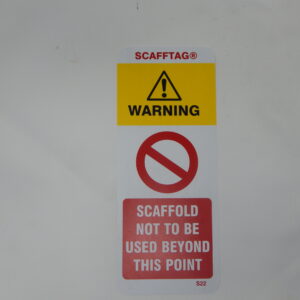 SCAFFTAG®
WARNING
SCAFFOLD
NOT TO BE
USED BEYOND
THIS POINT
S22